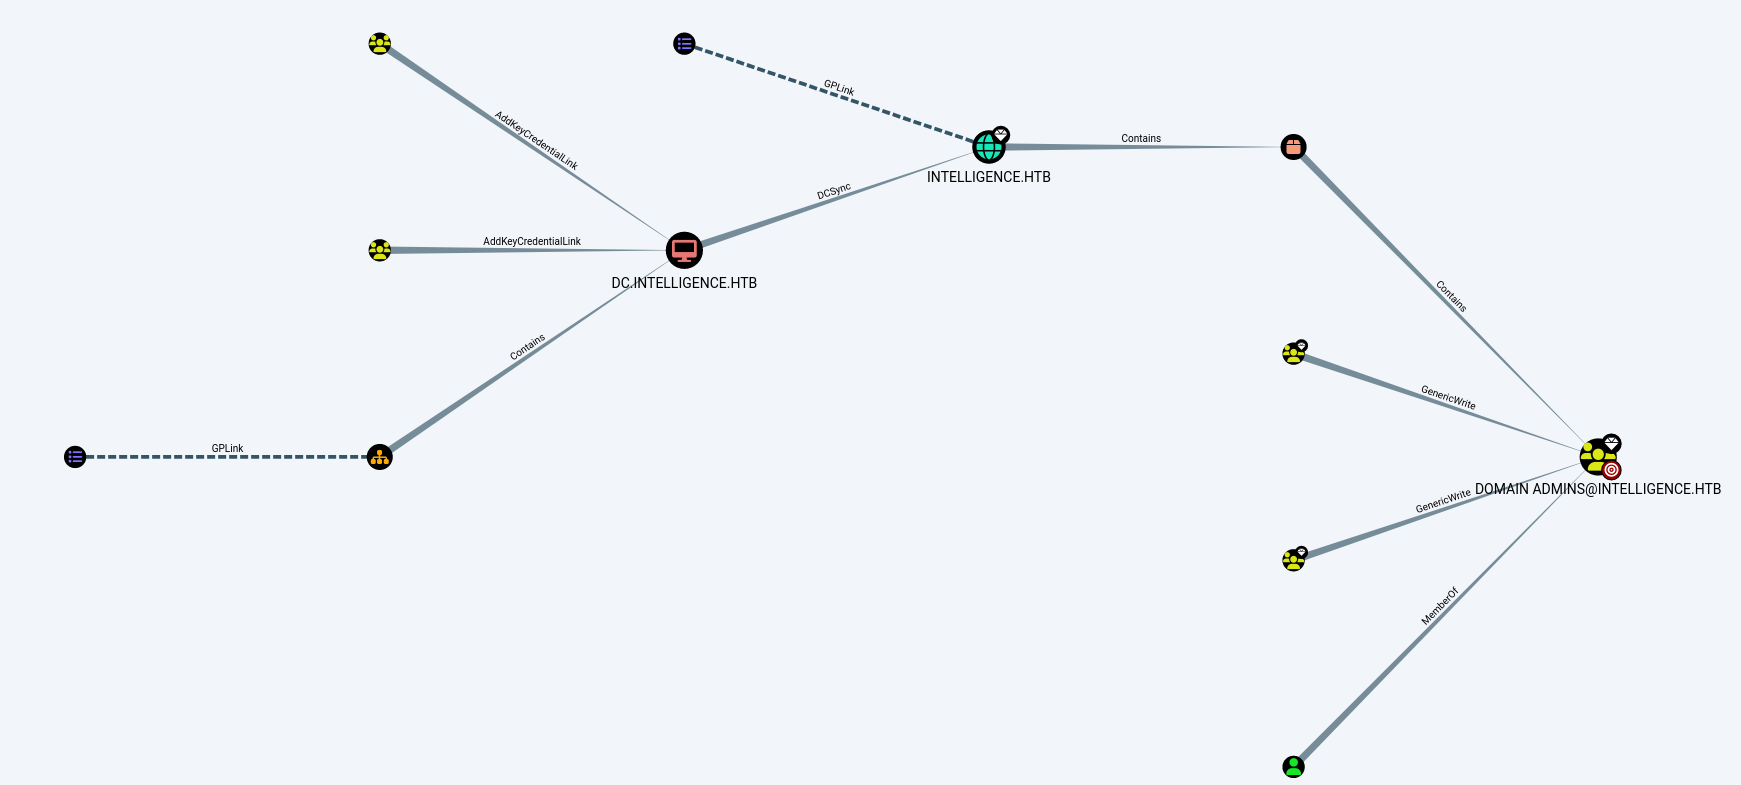 GPLink
AddKeyCredentialLink
Contains
INTELLIGENCE.HTB
DCSync
AddKeyCredentialLink
DC.INTELLIGENCE.HTB
Contains
Contains
GenericWrite
GPLink
DOMAIN ADMINS@INTELLIGENCE.HTB
GenericWrite
MemberOf